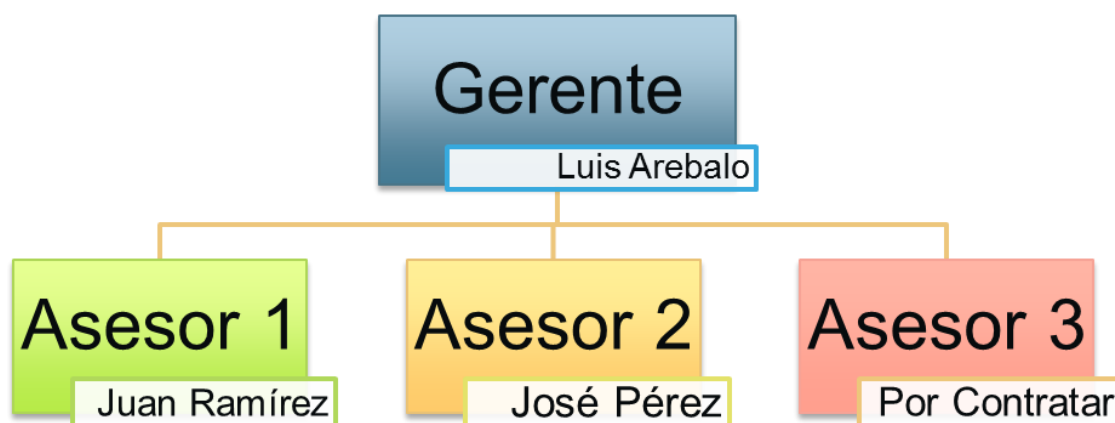 Gerente
Luis Arebalo
Asesor 1
Asesor 2
Asesor 3
Juan Ramírez
José Pérez
Por Contratar